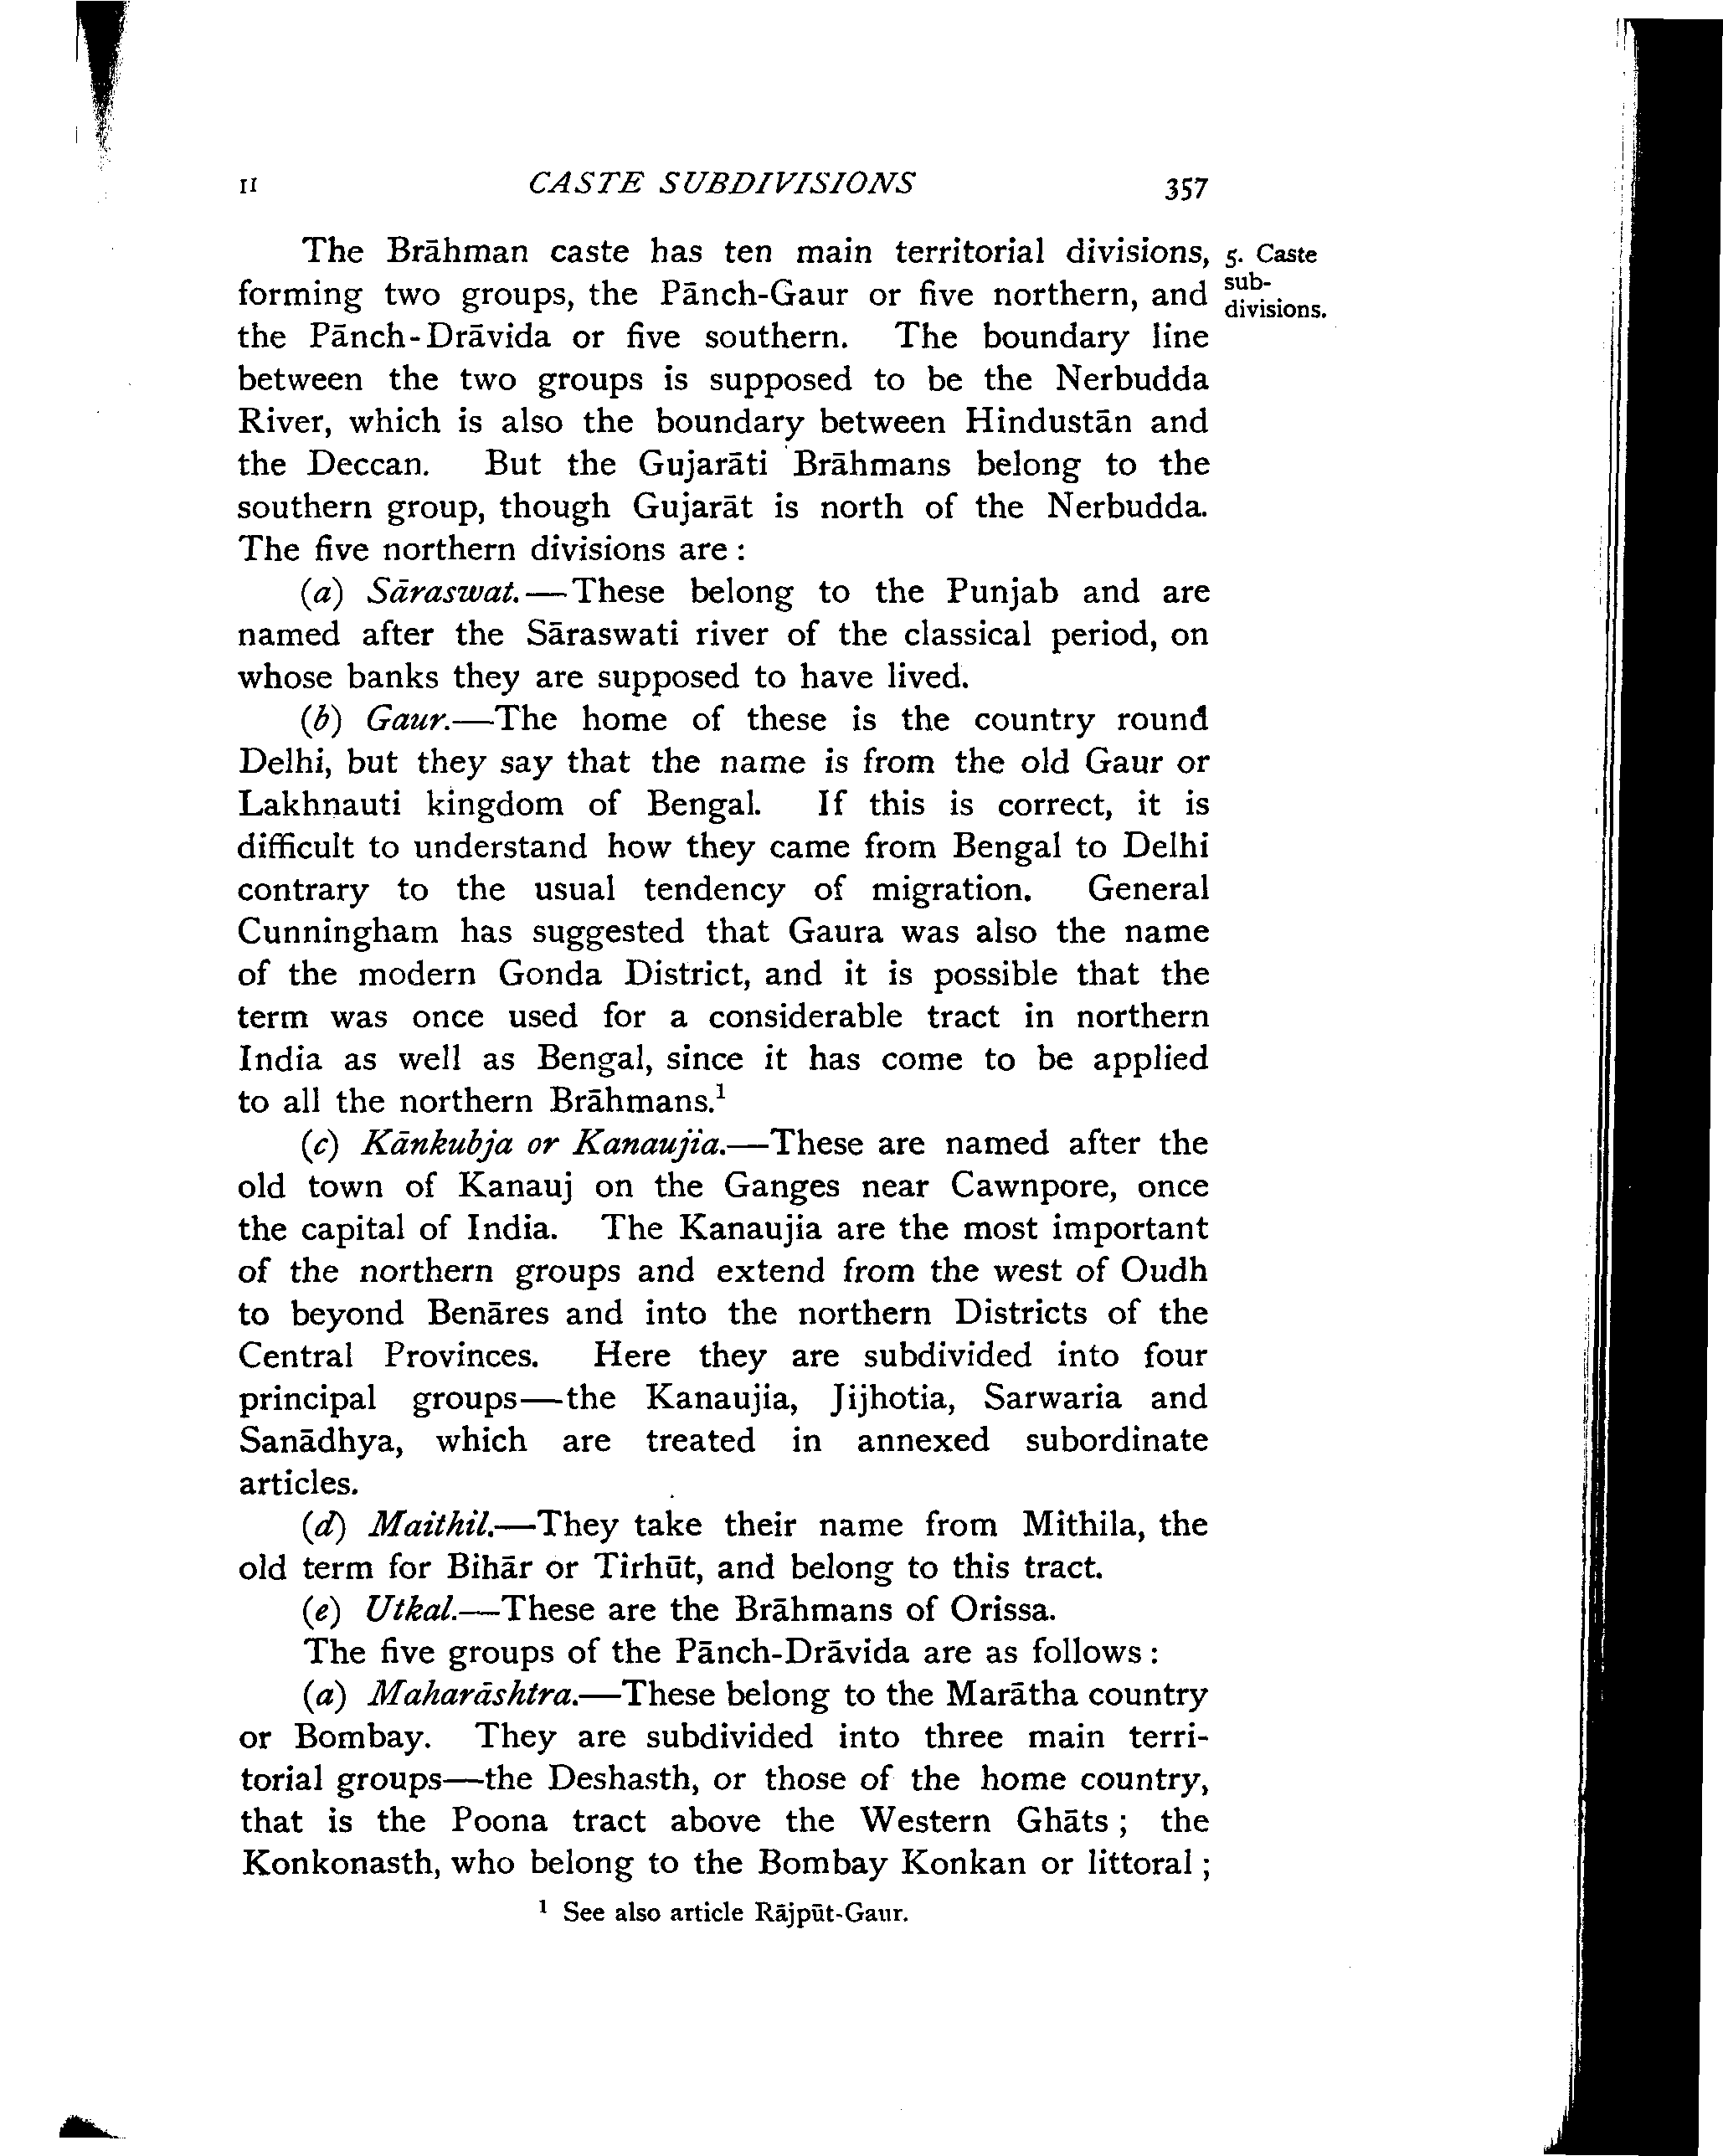 II CASTE SUBDIVISIONS 357
The Brāhman caste has ten main territorial divisions,
forming two groups, the Pānch-Gaur or five northern, and
the Pānch-Drāvida or five southern. The boundary line
between the two groups is supposed to be the Nerbudda
River, which is also the boundary between Hindustān and
the Deccan. But the Gujarāti Brāhmans belong to the
southern group, though Gujarāt is north of the Nerbudda.
The five northern divisions are :
5. Caste
sub-
divisions.
(a) Sāraswat.—These belong to the Punjab and are
named after the Sāraswati river of the classical period, on
whose banks they are supposed to have lived.
(b) Gaur.—The home of these is the country round
Delhi, but they say that the name is from the old Gaur or
Lakhnauti kingdom of Bengal. If this is correct, it is
difficult to understand how they came from Bengal to Delhi
contrary to the usual tendency of migration. General
Cunningham has suggested that Gaura was also the name
of the modern Gonda District, and it is possible that the
term was once used for a considerable tract in northern
India as well as Bengal, since it has come to be applied
to all the northern Brāhmans.¹
(c) Kānkubja or Kanaujia.—These are named after the
old town of Kanauj on the Ganges near Cawnpore, once
the capital of India. The Kanaujia are the most important
of the northern groups and extend from the west of Oudh
to beyond Benāres and into the northern Districts of the
Central Provinces. Here they are subdivided into four
principal groups—the Kanaujia, Jijhotia, Sarwaria and
Sanādhya, which are treated in annexed subordinate
articles.
(d) Maithil.—They take their name from Mithila, the
old term for Bihār or Tirhūt, and belong to this tract.
(e) Utkal.—These are the Brāhmans of Orissa.
The five groups of the Pānch-Drāvida are as follows :
(a) Maharāshtra.—These belong to the Marātha country
or Bombay. They are subdivided into three main terri-
torial groups—the Deshasth, or those of the home country,
that is the Poona tract above the Western Ghāts ; the
Konkonasth, who belong to the Bombay Konkan or littoral ;
¹ See also article Rājpūt-Gaur.